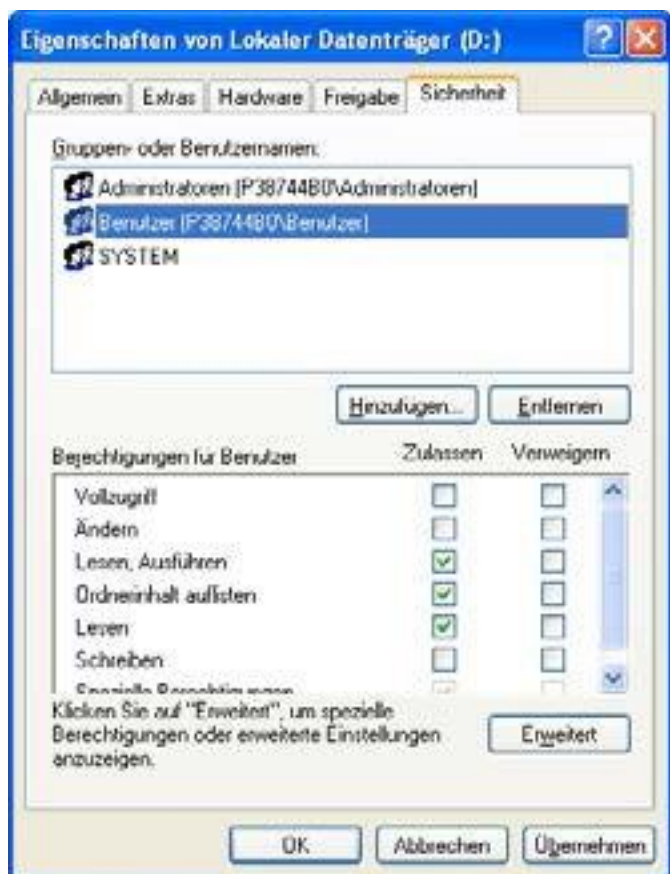 Eigenschaften von Lokaler Datenträger (D:)
Allgemein Extras Hardware Freigabe Sicherheit
Gruppen- oder Benutzernamen:
Administratoren (P38744B0\Administratoren)
Benutzer (P38744B0\Benutzer)
SYSTEM
Hinzufügen... Entfernen
Berechtigungen für Benutzer Zulassen Verweigern
Vollzugriff
Ändern
Lesen, Ausführen
Ordnerinhalt auflisten
Lesen
Schreiben
Spezielle Berechtigungen
Klicken Sie auf "Erweitert", um spezielle
Berechtigungen oder erweiterte Einstellungen
anzuzeigen.
Erweitert
OK Abbrechen Übernehmen